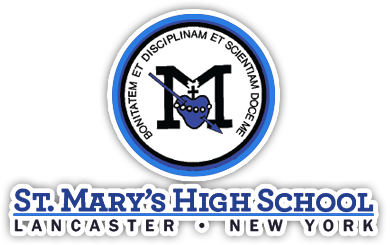 BONITATEM ET DISCIPLINAM ET SCIENTIAM DOCE ME
M
ST. MARY'S HIGH SCHOOL
LANCASTER • NEW YORK